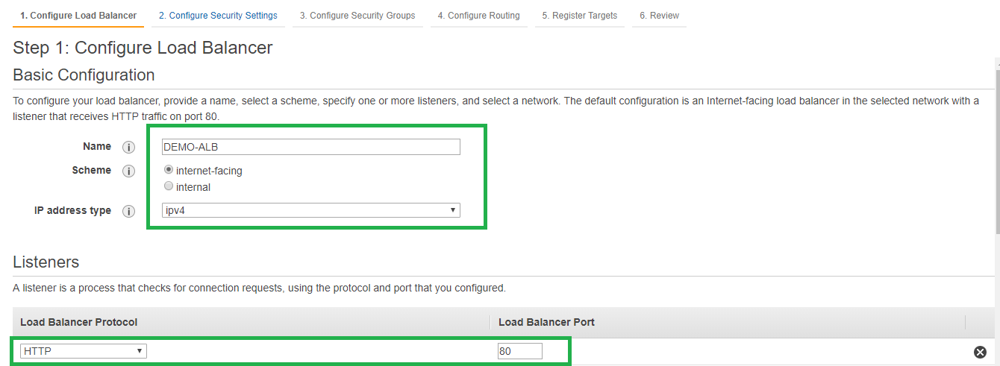 1. Configure Load Balancer 2. Configure Security Settings 3. Configure Security Groups 4. Configure Routing 5. Register Targets 6. Review
Step 1: Configure Load Balancer
Basic Configuration
To configure your load balancer, provide a name, select a scheme, specify one or more listeners, and select a network. The default configuration is an Internet-facing load balancer in the selected network with a
listener that receives HTTP traffic on port 80.
Name i DEMO-ALB
Scheme i internet-facing
internal
IP address type i ipv4
Listeners
A listener is a process that checks for connection requests, using the protocol and port that you configured.
Load Balancer Protocol Load Balancer Port
HTTP 80